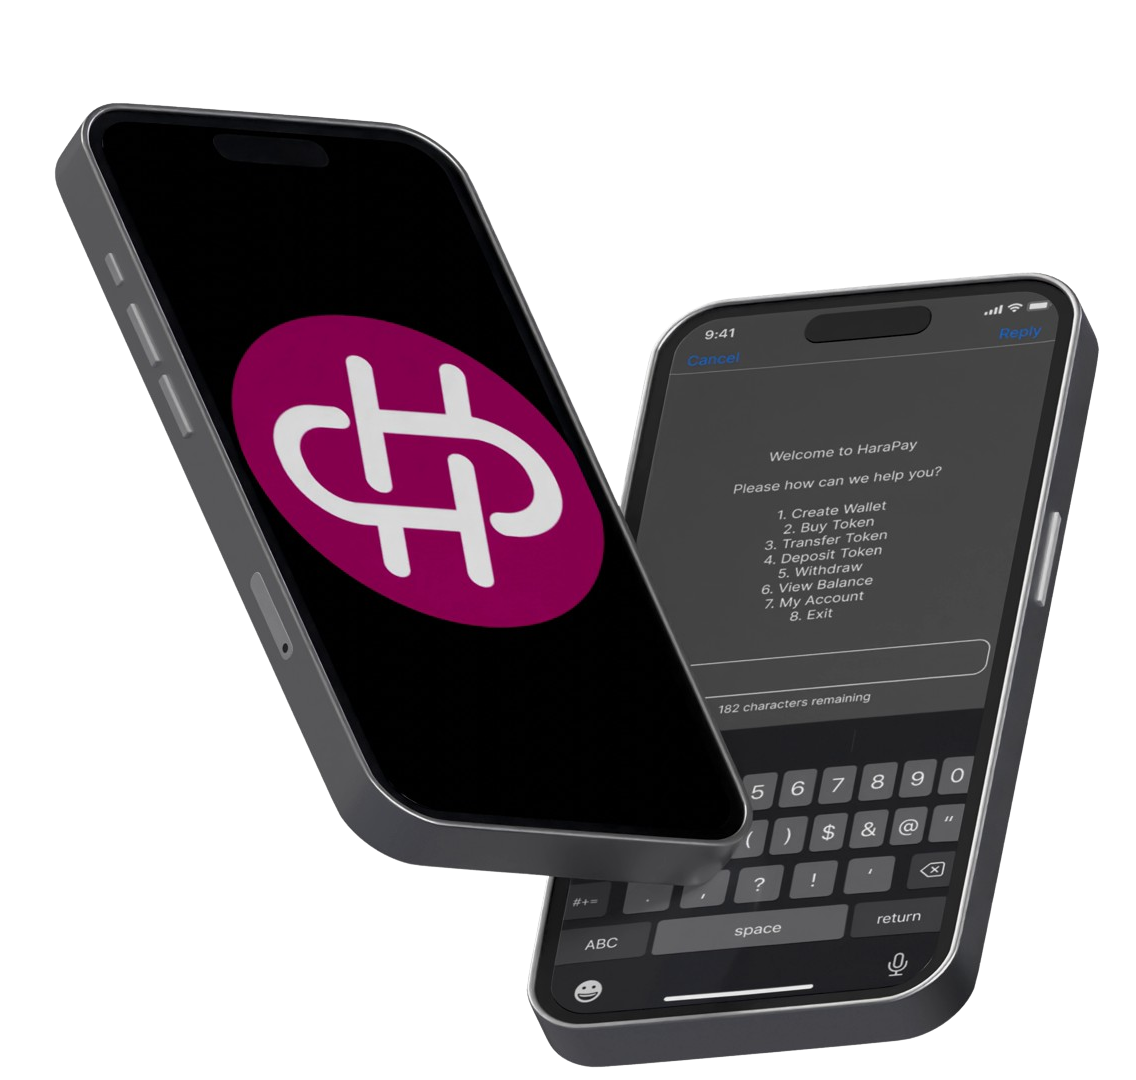 9:41
Cancel Reply
Welcome to HaraPay
Please how can we help you?
1. Create Wallet
2. Buy Token
3. Transfer Token
4. Deposit Token
5. Withdraw
6. View Balance
7. My Account
8. Exit
182 characters remaining
5 6 7 8 9 0
( ) $ & @ "
#+= . , ? ! '
ABC space return